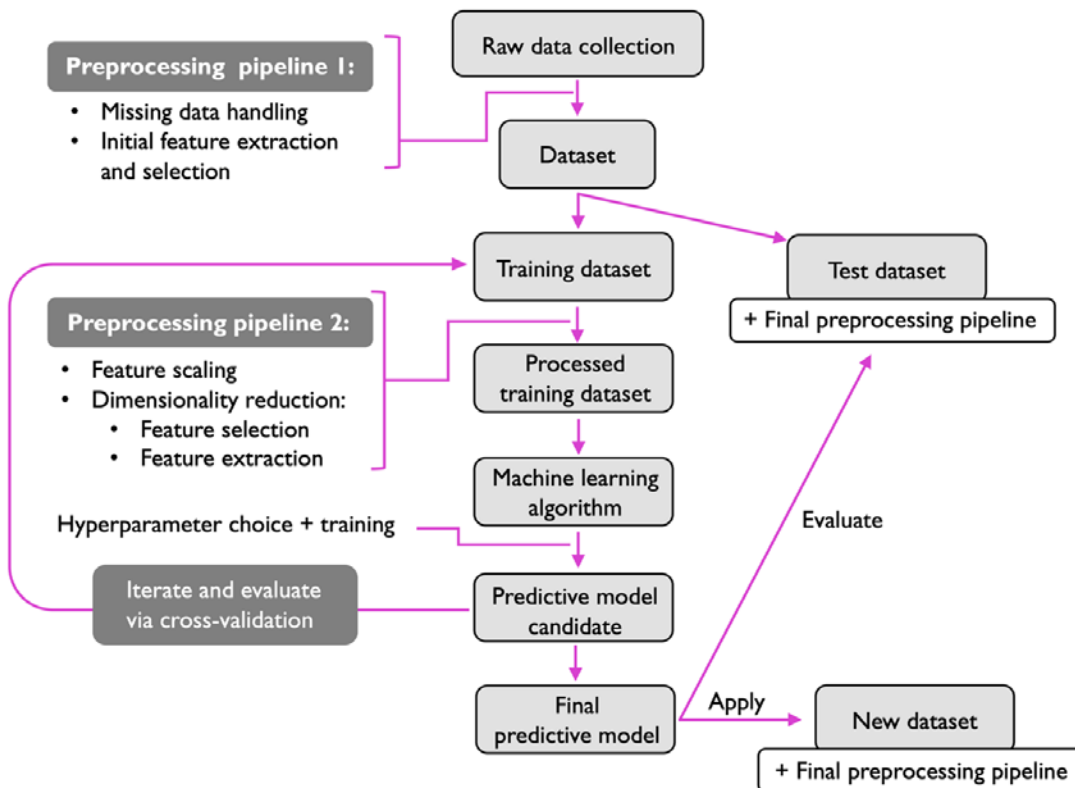 Raw data collection
Preprocessing pipeline 1:
• Missing data handling
• Initial feature extraction
and selection
Dataset
Training dataset
Test dataset
+ Final preprocessing pipeline
Preprocessing pipeline 2:
• Feature scaling
• Dimensionality reduction:
• Feature selection
• Feature extraction
Processed
training dataset
Machine learning
algorithm
Hyperparameter choice + training
Evaluate
Iterate and evaluate
via cross-validation
Predictive model
candidate
Final
predictive model
Apply
New dataset
+ Final preprocessing pipeline